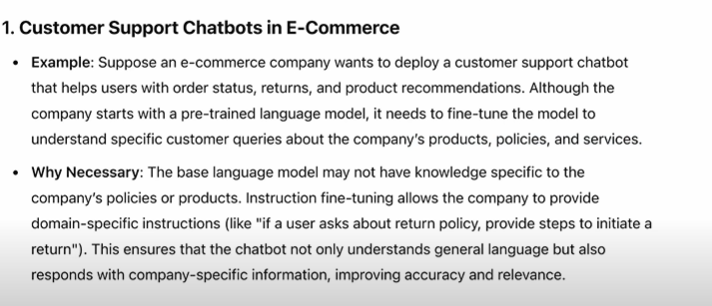 1. Customer Support Chatbots in E-Commerce
• Example: Suppose an e-commerce company wants to deploy a customer support chatbot
that helps users with order status, returns, and product recommendations. Although the
company starts with a pre-trained language model, it needs to fine-tune the model to
understand specific customer queries about the company's products, policies, and services.
• Why Necessary: The base language model may not have knowledge specific to the
company's policies or products. Instruction fine-tuning allows the company to provide
domain-specific instructions (like "if a user asks about return policy, provide steps to initiate a
return"). This ensures that the chatbot not only understands general language but also
responds with company-specific information, improving accuracy and relevance.